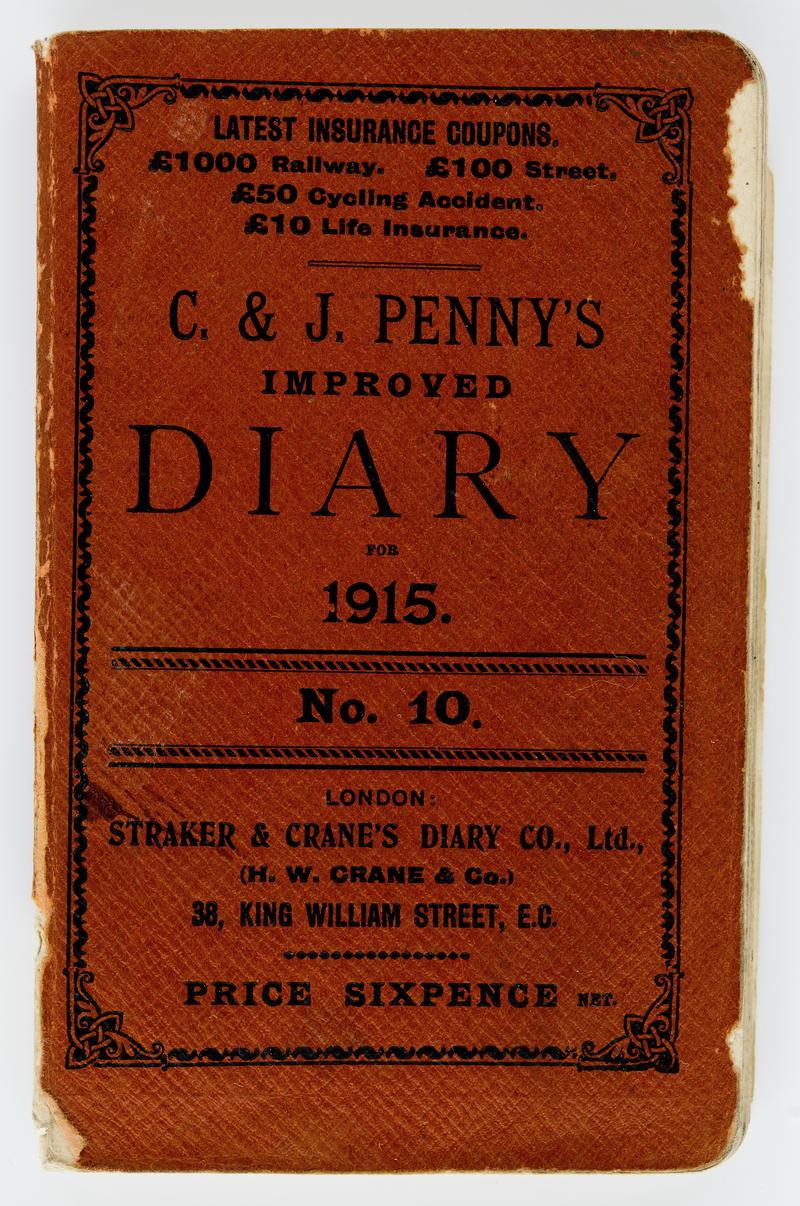 LATEST INSURANCE COUPONS.
£1000 Railway. £100 Street.
£50 Cycling Accident.
£10 Life Insurance.
C. & J. PENNY'S
IMPROVED
DIARY
FOR
1915.
No. 10.
LONDON:
STRAKER & CRANE'S DIARY CO., Ltd.,
(H. W. CRANE & Co.)
38, KING WILLIAM STREET, E.C.
PRICE SIXPENCE NET.